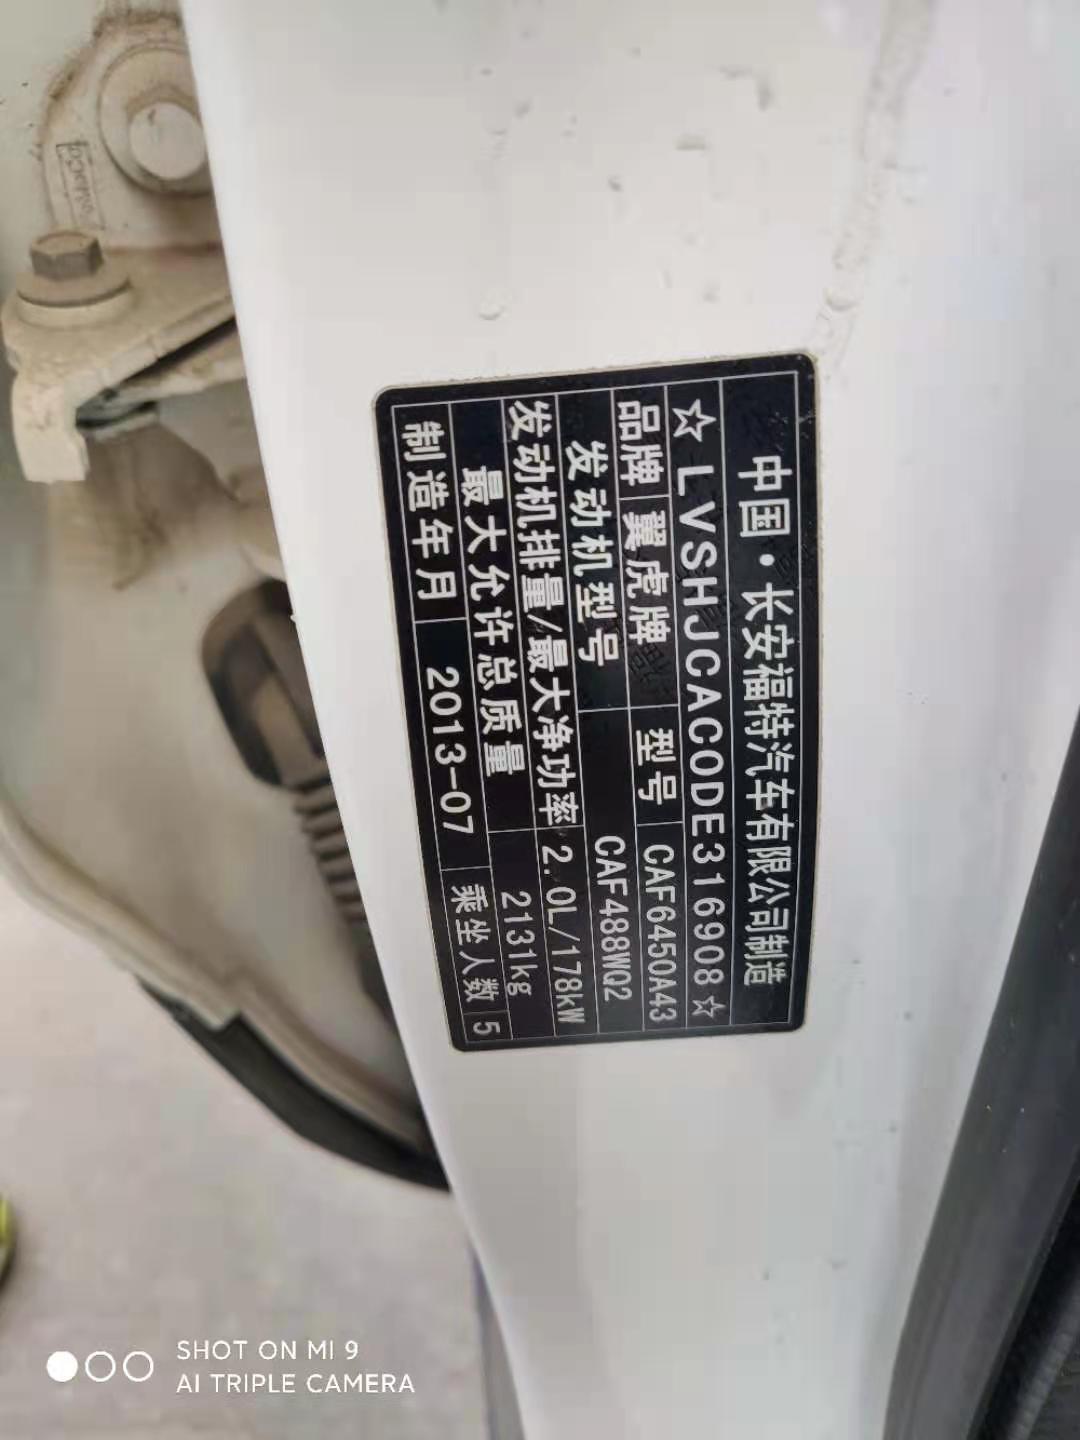 中国·长安福特汽车有限公司制造
☆LVSHJCAC0DE316908☆
品牌 翼虎牌 型号 CAF6450A43
发动机型号 CAF488WQ2
发动机排量/最大净功率 2.0L/178kW
最大允许总质量 2131kg
制造年月 2013-07 乘坐人数 5
SHOT ON MI 9
AI TRIPLE CAMERA